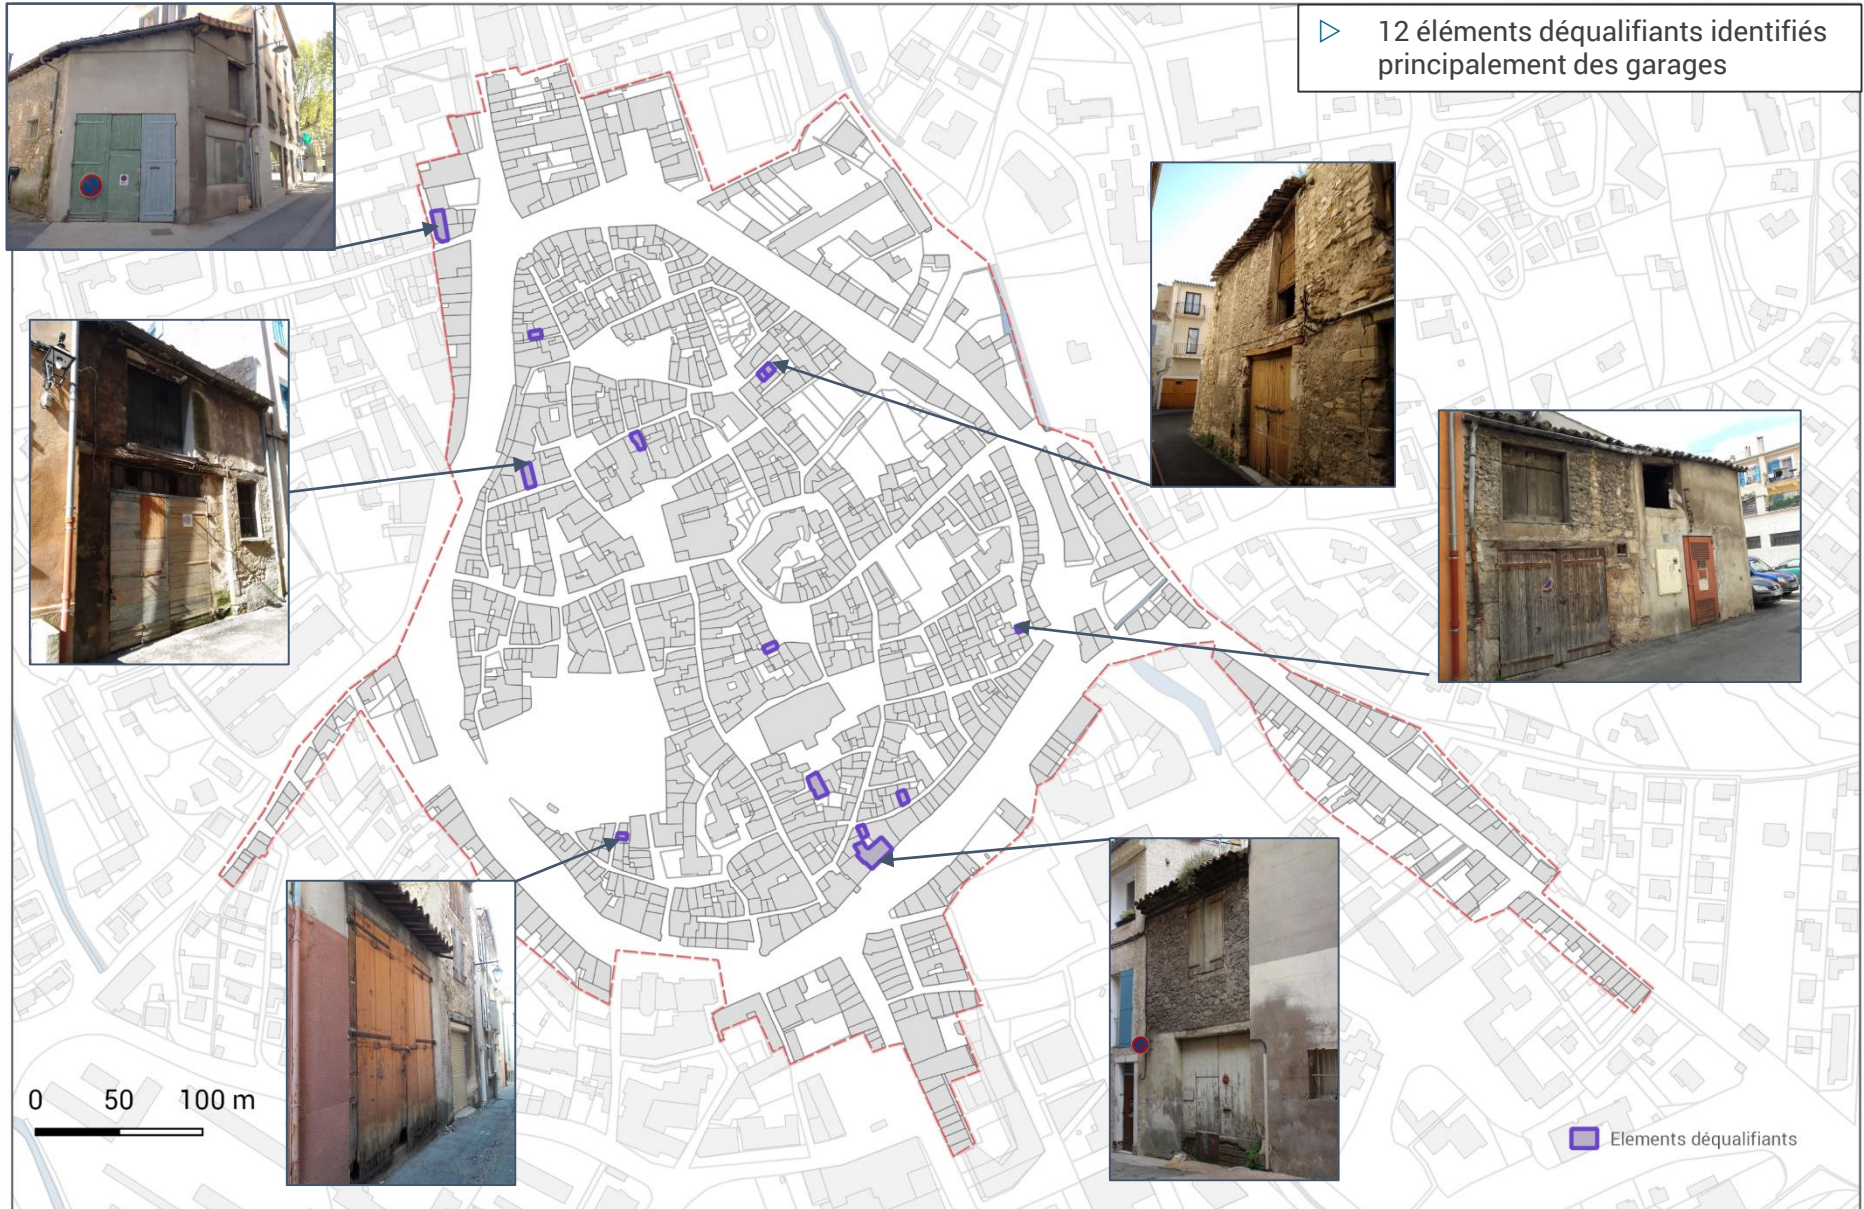 ▷ 12 éléments déqualifiants identifiés
principalement des garages
0 50 100 m
Elements déqualifiants